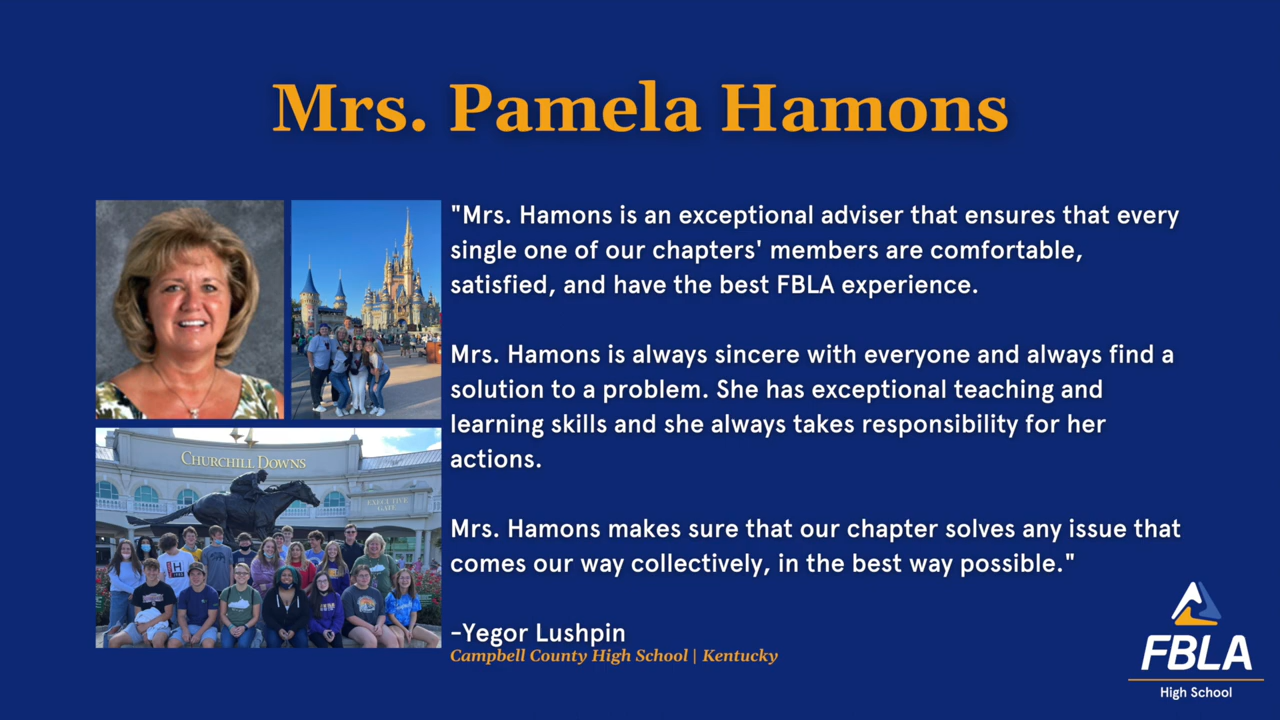 Mrs. Pamela Hamons
"Mrs. Hamons is an exceptional adviser that ensures that every
single one of our chapters' members are comfortable,
satisfied, and have the best FBLA experience.
Mrs. Hamons is always sincere with everyone and always find a
solution to a problem. She has exceptional teaching and
learning skills and she always takes responsibility for her
actions.
Mrs. Hamons makes sure that our chapter solves any issue that
comes our way collectively, in the best way possible."
-Yegor Lushpin
Campbell County High School | Kentucky
CHURCHILL DOWNS
EXECUTIVE
GATE
FBLA
High School